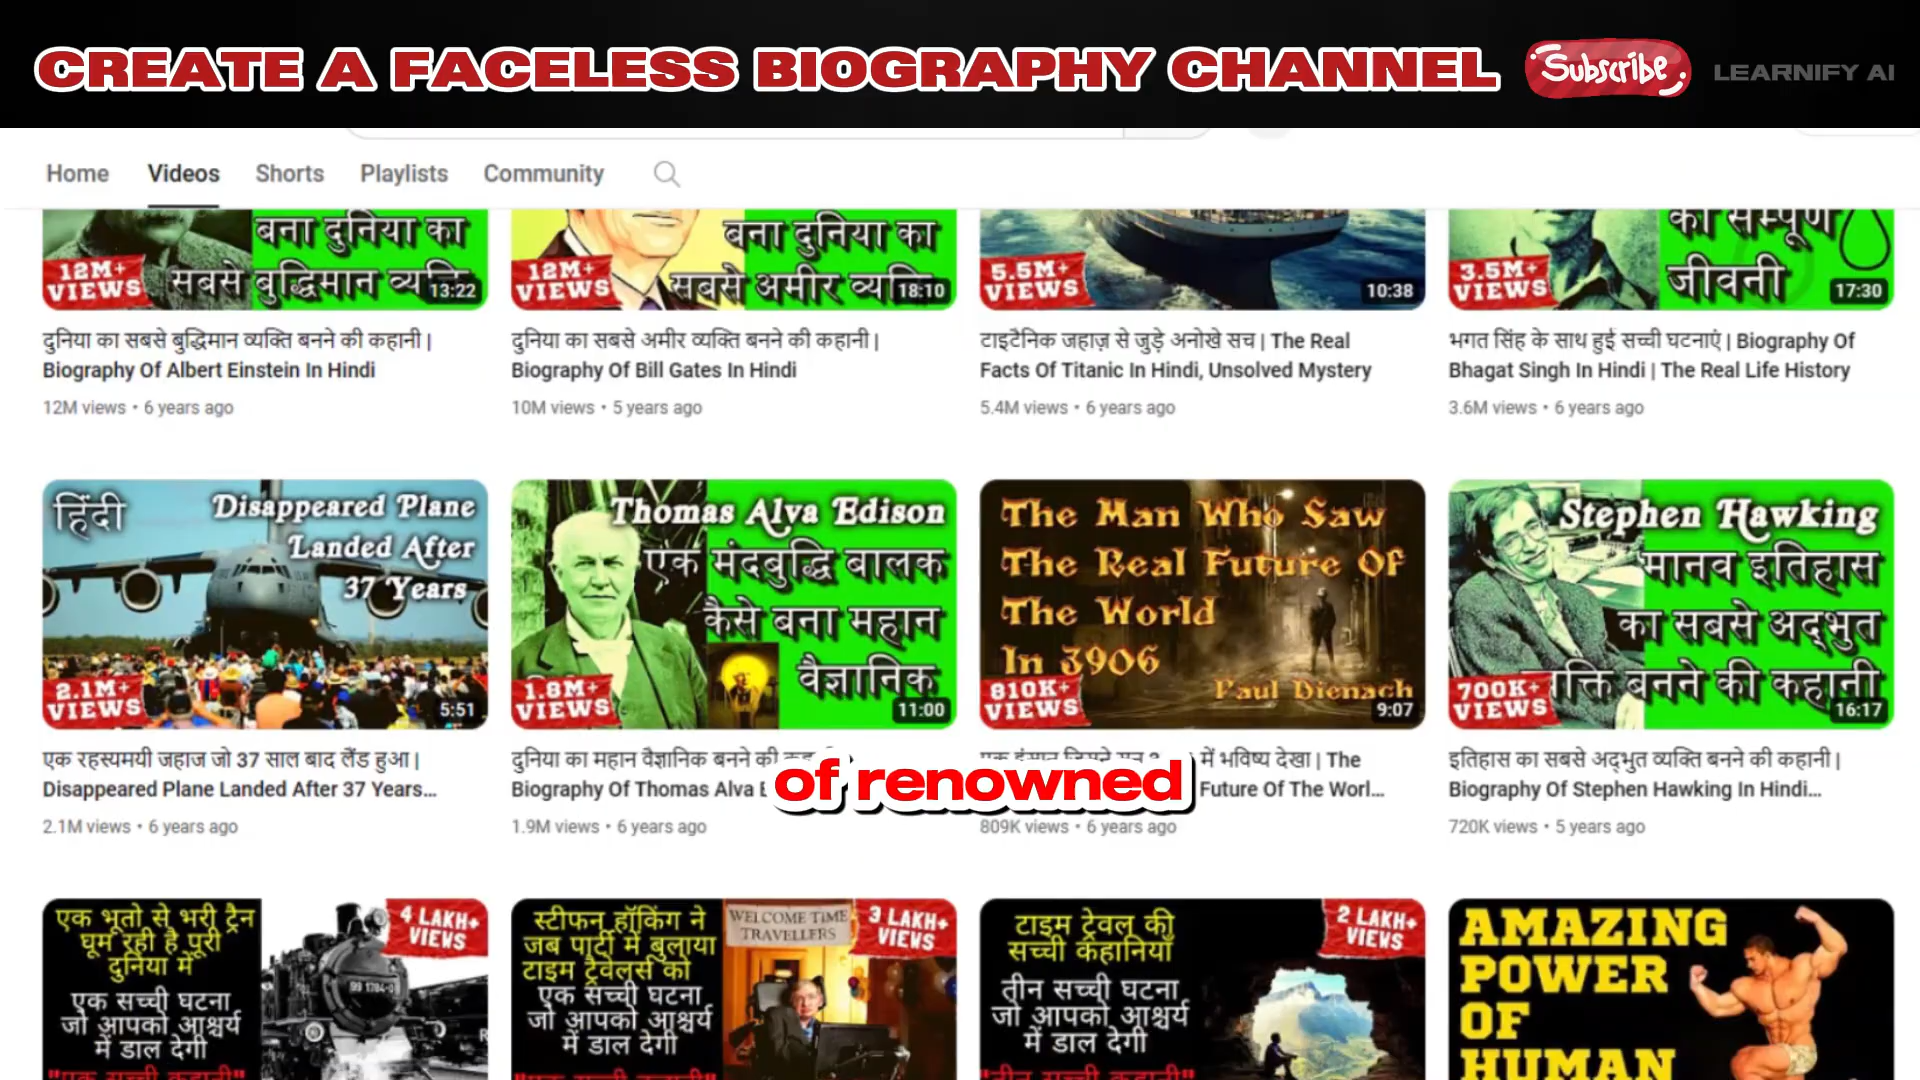 CREATE A FACELESS BIOGRAPHY CHANNEL
Subscribe
LEARNIFY AI
Home
Videos
Shorts
Playlists
Community
बना दुनिया का
सबसे बुद्धिमान व्यक्ति
12M+
VIEWS
13:22
बना दुनिया का
सबसे अमीर
12M+
VIEWS
18:10
5.5M+
VIEWS
10:38
की सम्पूर्ण
जीवनी
3.5M+
VIEWS
17:30
दुनिया का सबसे बुद्धिमान व्यक्ति बनने की कहानी |
Biography Of Albert Einstein In Hindi
12M views • 6 years ago
दुनिया का सबसे अमीर व्यक्ति बनने की कहानी |
Biography Of Bill Gates In Hindi
10M views • 5 years ago
टाइटैनिक जहाज़ से जुड़े अनोखे सच | The Real
Facts Of Titanic In Hindi, Unsolved Mystery
5.4M views • 6 years ago
भगत सिंह के साथ हुई सच्ची घटनाएं | Biography Of
Bhagat Singh In Hindi | The Real Life History
3.6M views • 6 years ago
हिंदी
Disappeared Plane
Landed After
37 Years
2.1M+
VIEWS
5:51
Thomas Alva Edison
एक मंदबुद्धि बालक
कैसे बना महान
वैज्ञानिक
1.8M+
VIEWS
11:00
The Man Who Saw
The Real Future Of
The World
In 3906
Paul Dienach
810K+
VIEWS
9:07
Stephen Hawking
मानव इतिहास
का सबसे अद्भुत
बनने की कहानी
700K+
VIEWS
16:17
एक रहस्यमयी जहाज जो 37 साल बाद लैंड हुआ |
Disappeared Plane Landed After 37 Years...
2.1M views • 6 years ago
दुनिया का महान वैज्ञानिक बनने की
Biography Of Thomas Alva
1.9M views • 6 years ago
में भविष्य देखा | The
Future Of The Worl...
809K views • 6 years ago
इतिहास का सबसे अद्भुत व्यक्ति बनने की कहानी |
Biography Of Stephen Hawking In Hindi...
720K views • 5 years ago
of renowned
एक भूतो से भरी ट्रैन
घूम रही है पूरी
दुनिया में
एक सच्ची घटना
जो आपको आश्चर्य
में डाल देगी
4 LAKH+
VIEWS
स्टीफन हॉकिंग ने
जब पार्टी में बुलाया
टाइम ट्रैवलर्स को
एक सच्ची घटना
जो आपको आश्चर्य
में डाल देगी
WELCOME TIME
TRAVELLERS
3 LAKH+
VIEWS
टाइम ट्रेवल की
सच्ची कहानियाँ
तीन सच्ची घटना
जो आपको आश्चर्य
में डाल देगी
2 LAKH+
VIEWS
AMAZING
POWER
OF
HUMAN